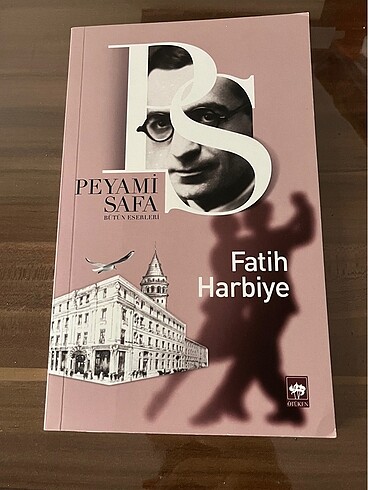 PS
PEYAMİ
SAFA
BÜTÜN ESERLERİ
Fatih
Harbiye
ÖTÜKEN